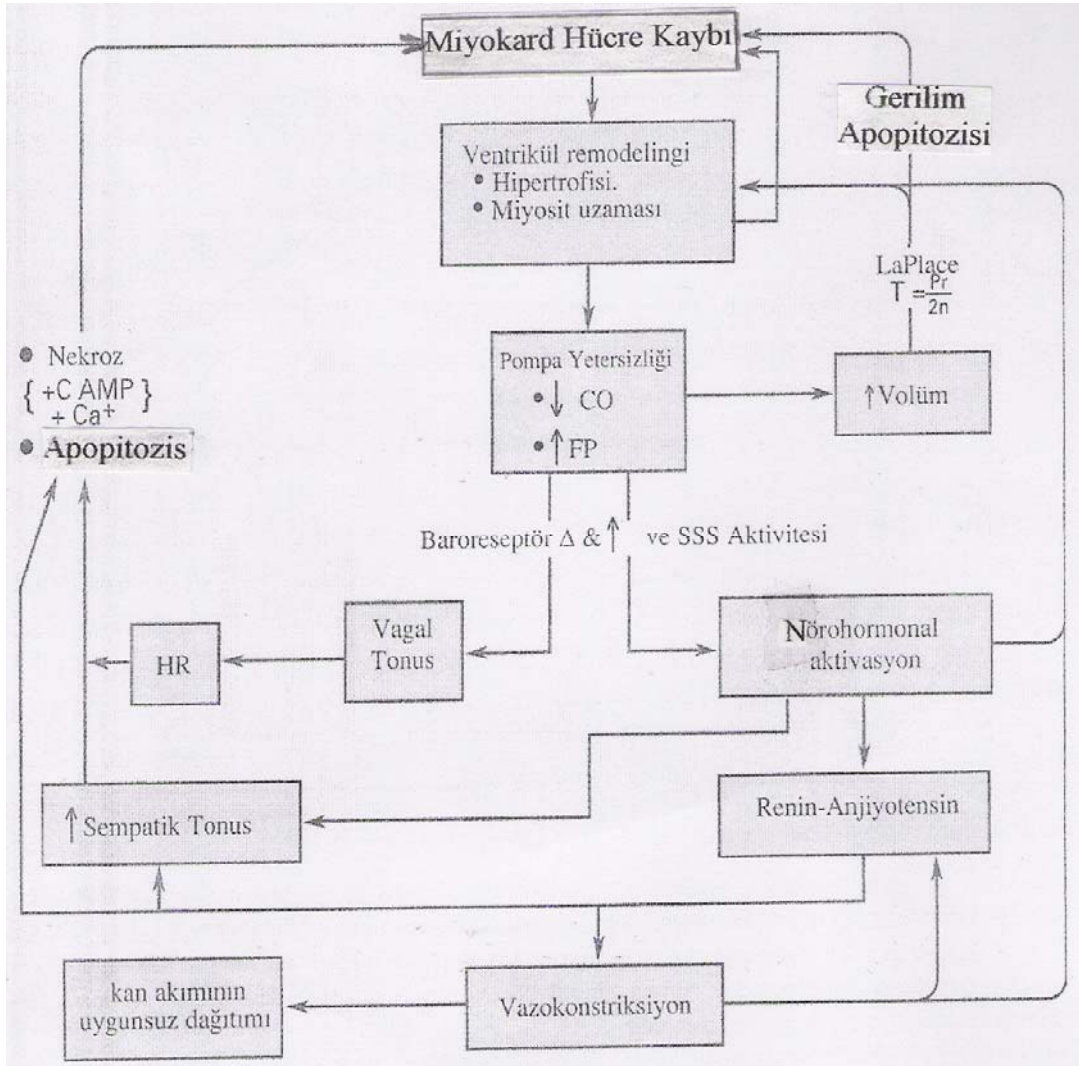 Miyokard Hücre Kaybı
Gerilim
Apopitozisi
Ventrikül remodelingi
• Hipertrofisi.
• Miyosit uzaması
LaPlace
T = Pr
2n
• Nekroz
{ +C AMP }
+ Ca+
• Apopitozis
Pompa Yetersizliği
• ↓ CO
• ↑ FP
↑ Volüm
Baroreseptör Δ & ↑ ve SSS Aktivitesi
Vagal
Tonus
HR
Nörohormonal
aktivasyon
↑ Sempatik Tonus
Renin-Anjiyotensin
kan akımının
uygunsuz dağıtımı
Vazokonstriksiyon